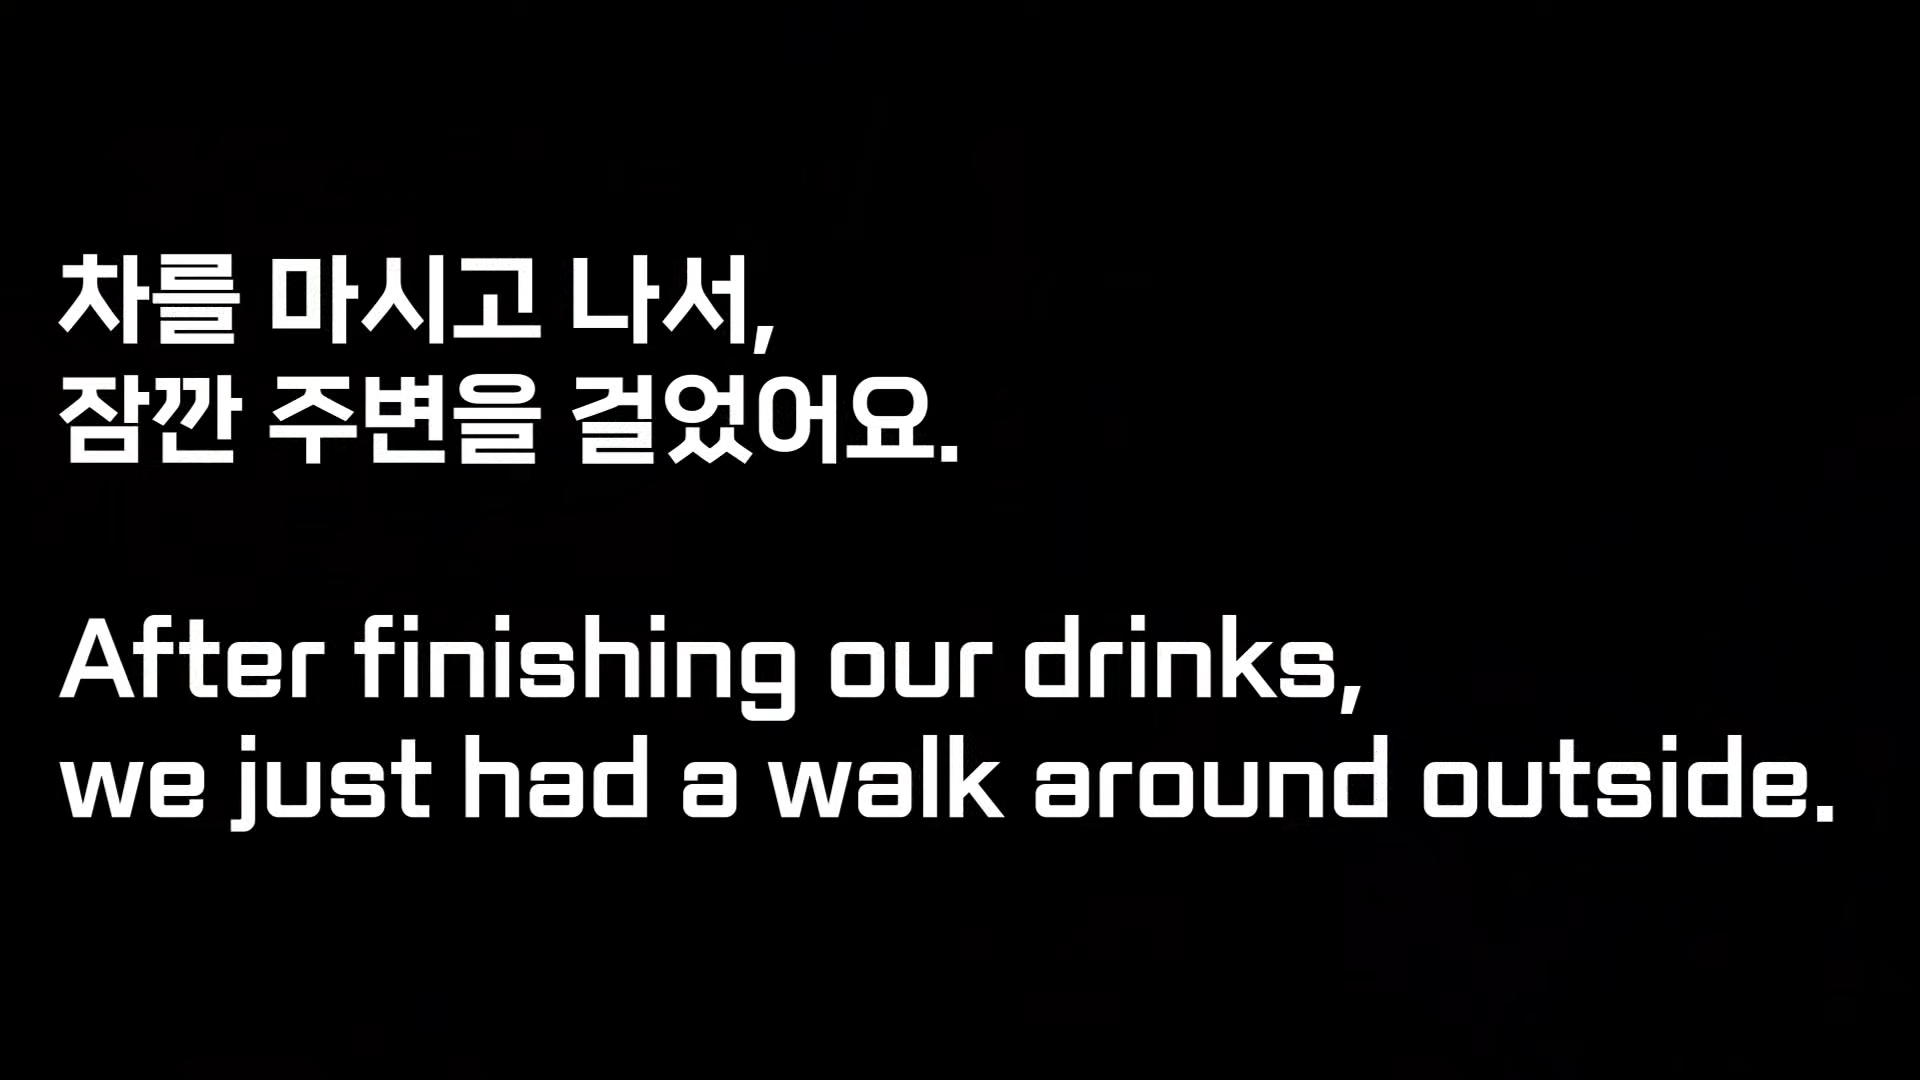 차를 마시고 나서,
잠깐 주변을 걸었어요.
After finishing our drinks,
we just had a walk around outside.